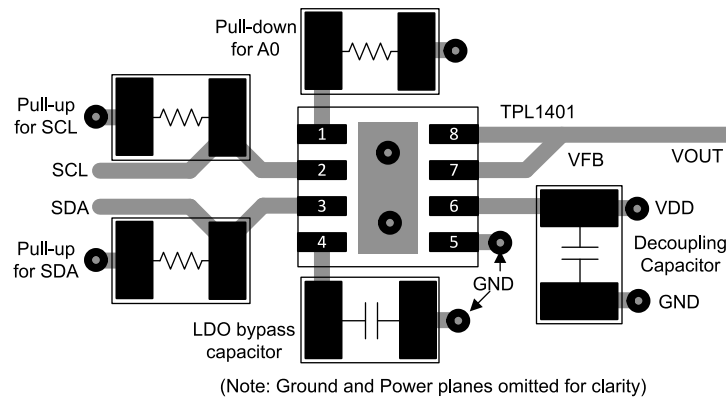 Pull-down
for A0
Pull-up
for SCL
TPL1401
1
8
SCL
2
7
VFB
VOUT
SDA
3
6
VDD
Pull-up
for SDA
4
5
Decoupling
Capacitor
GND
GND
LDO bypass
capacitor
(Note: Ground and Power planes omitted for clarity)